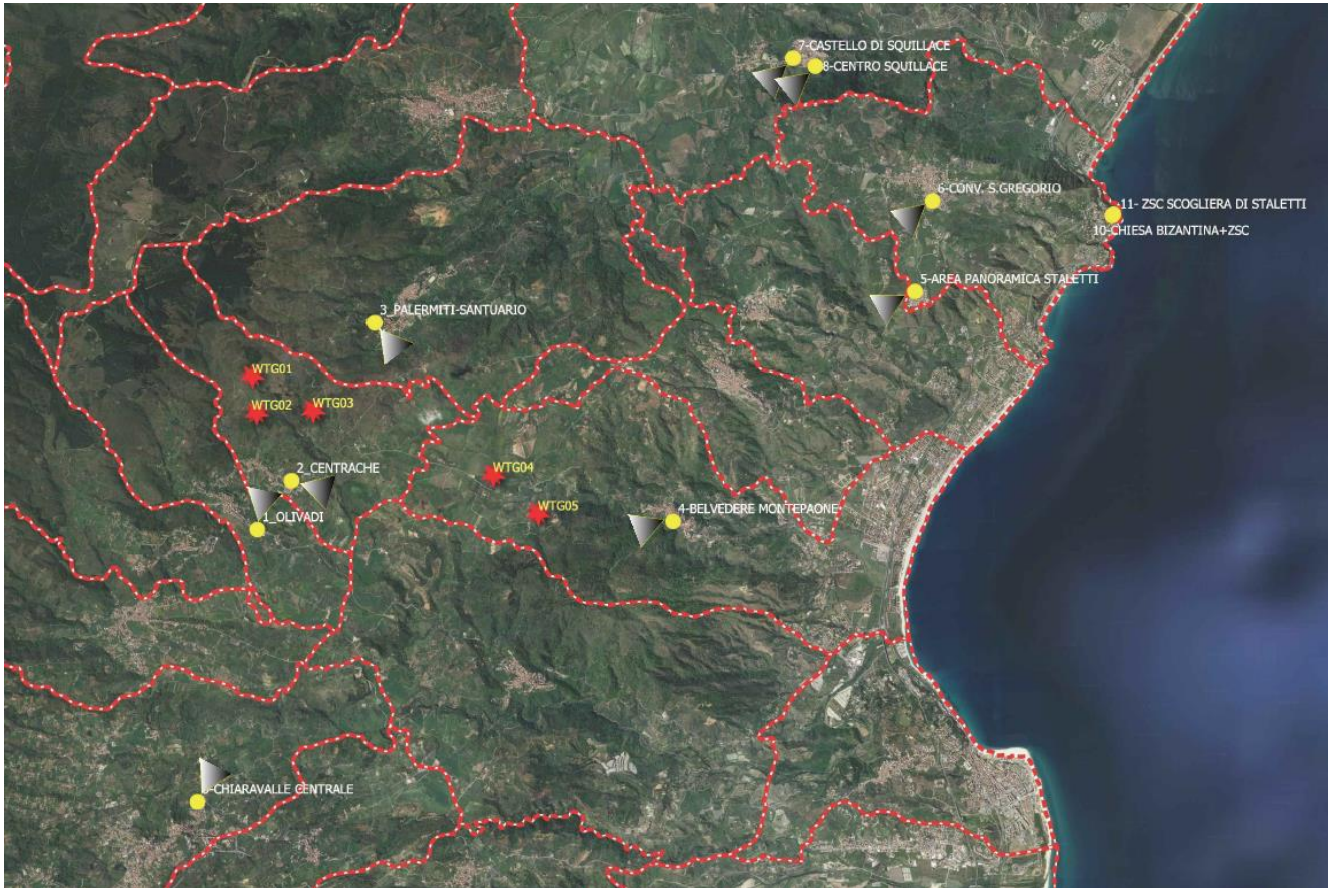 7-CASTELLO DI SQUILLACE
8-CENTRO SQUILLACE
6-CONV. S.GREGORIO
11- ZSC SCOGLIERA DI STALETTI
10-CHIESA BIZANTINA+ZSC
5-AREA PANORAMICA STALETTI
3_PALERMITI-SANTUARIO
WTG01
WTG02
WTG03
2_CENTRACHE
WTG04
1_OLIVADI
WTG05
4-BELVEDERE MONTEPAONE
-CHIARAVALLE CENTRALE